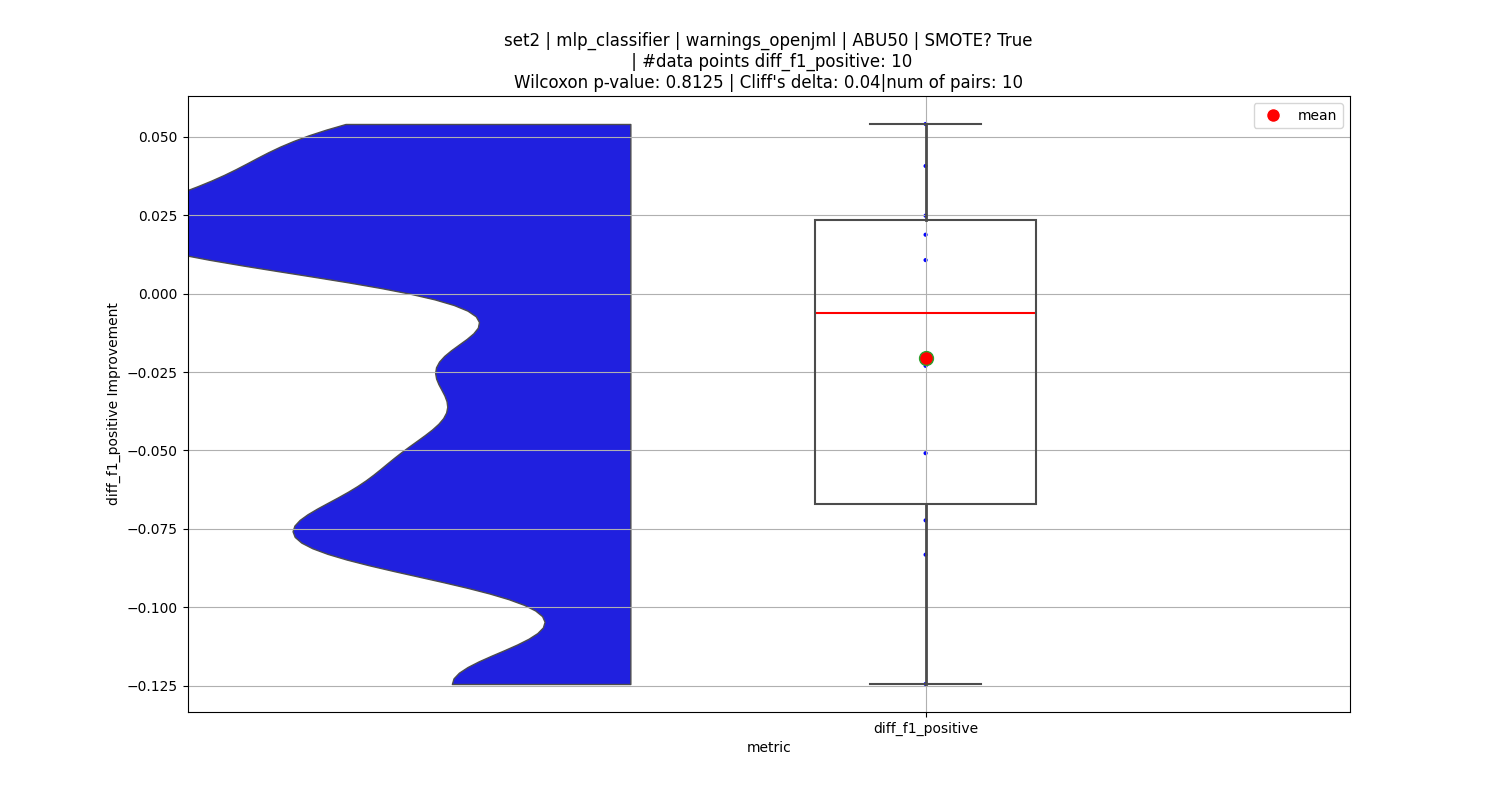 set2 | mlp_classifier | warnings_openjml | ABU50 | SMOTE? True
| #data points diff_f1_positive: 10
Wilcoxon p-value: 0.8125 | Cliff's delta: 0.04|num of pairs: 10
mean
0.050
0.025
0.000
−0.025
−0.050
−0.075
−0.100
−0.125
diff_f1_positive Improvement
diff_f1_positive
metric